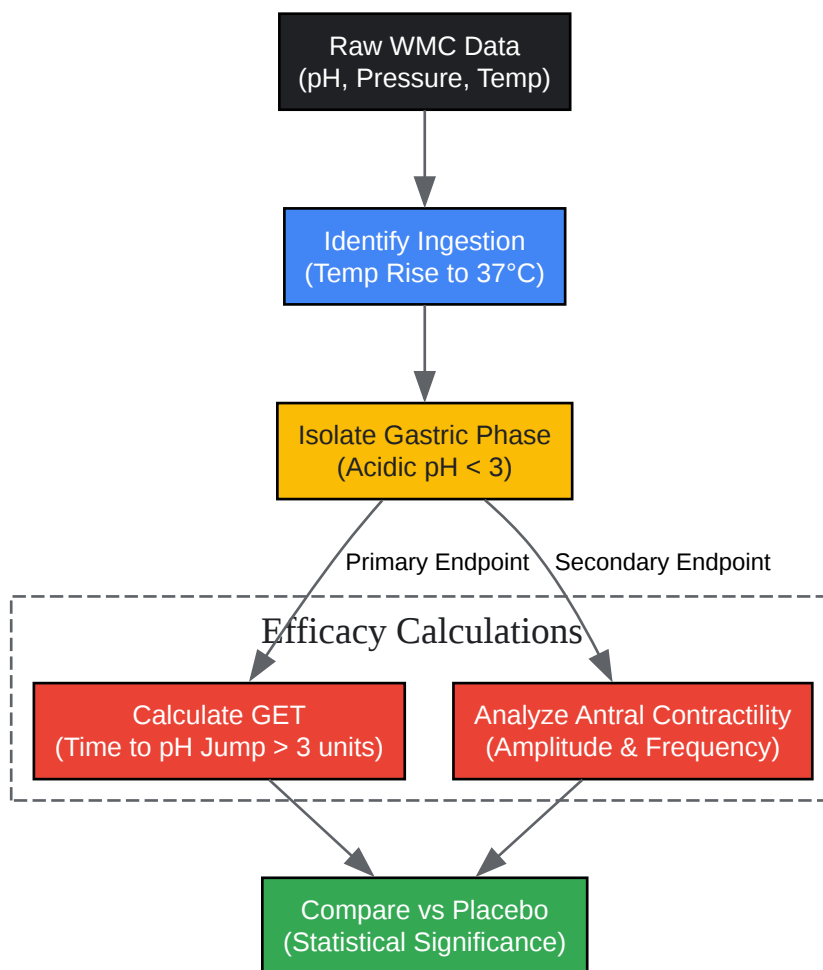 Raw WMC Data
(pH, Pressure, Temp)
Identify Ingestion
(Temp Rise to 37°C)
Isolate Gastric Phase
(Acidic pH < 3)
Primary Endpoint
Secondary Endpoint
Efficacy Calculations
Calculate GET
(Time to pH Jump > 3 units)
Analyze Antral Contractility
(Amplitude & Frequency)
Compare vs Placebo
(Statistical Significance)